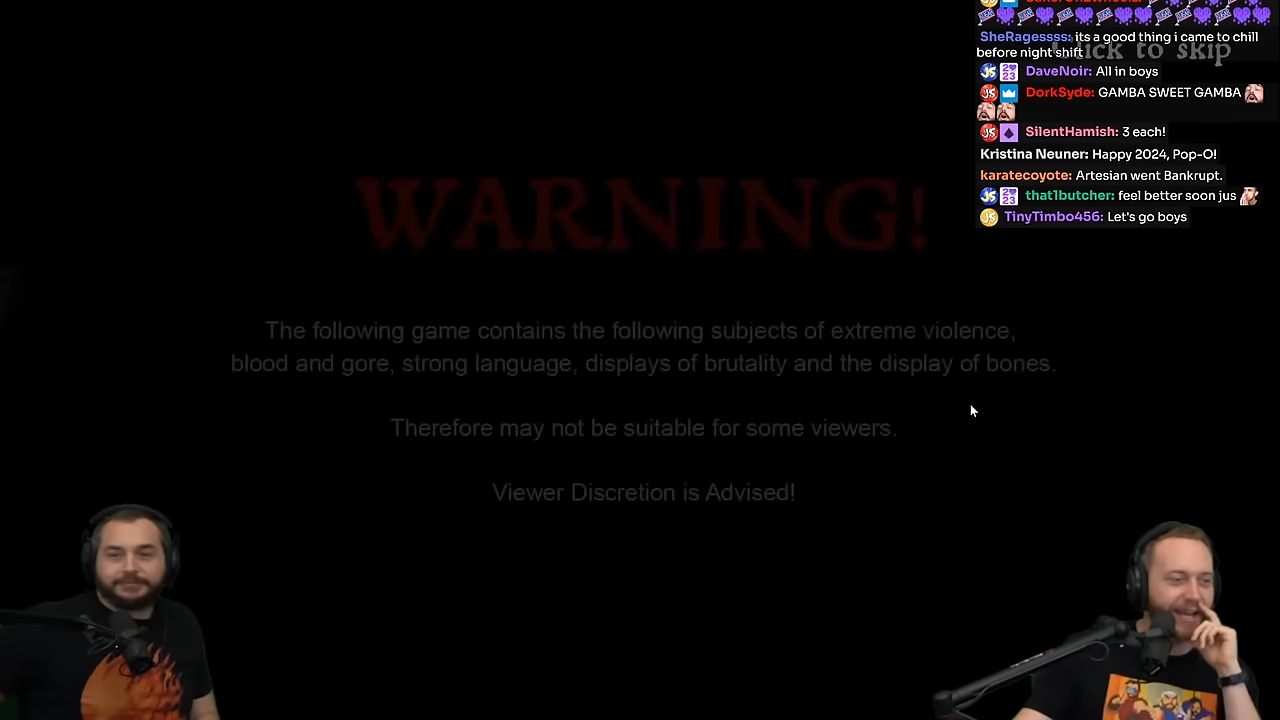 SheRagessss: its a good thing i came to chill
before night shift
Click to skip
DaveNoir: All in boys
DorkSyde: GAMBA SWEET GAMBA
SilentHamish: 3 each!
Kristina Neuner: Happy 2024, Pop-O!
karatecoyote: Artesian went Bankrupt.
that1butcher: feel better soon jus
TinyTimbo456: Let's go boys
WARNING!
The following game contains the following subjects of extreme violence,
blood and gore, strong language, displays of brutality and the display of bones.
Therefore may not be suitable for some viewers.
Viewer Discretion is Advised!